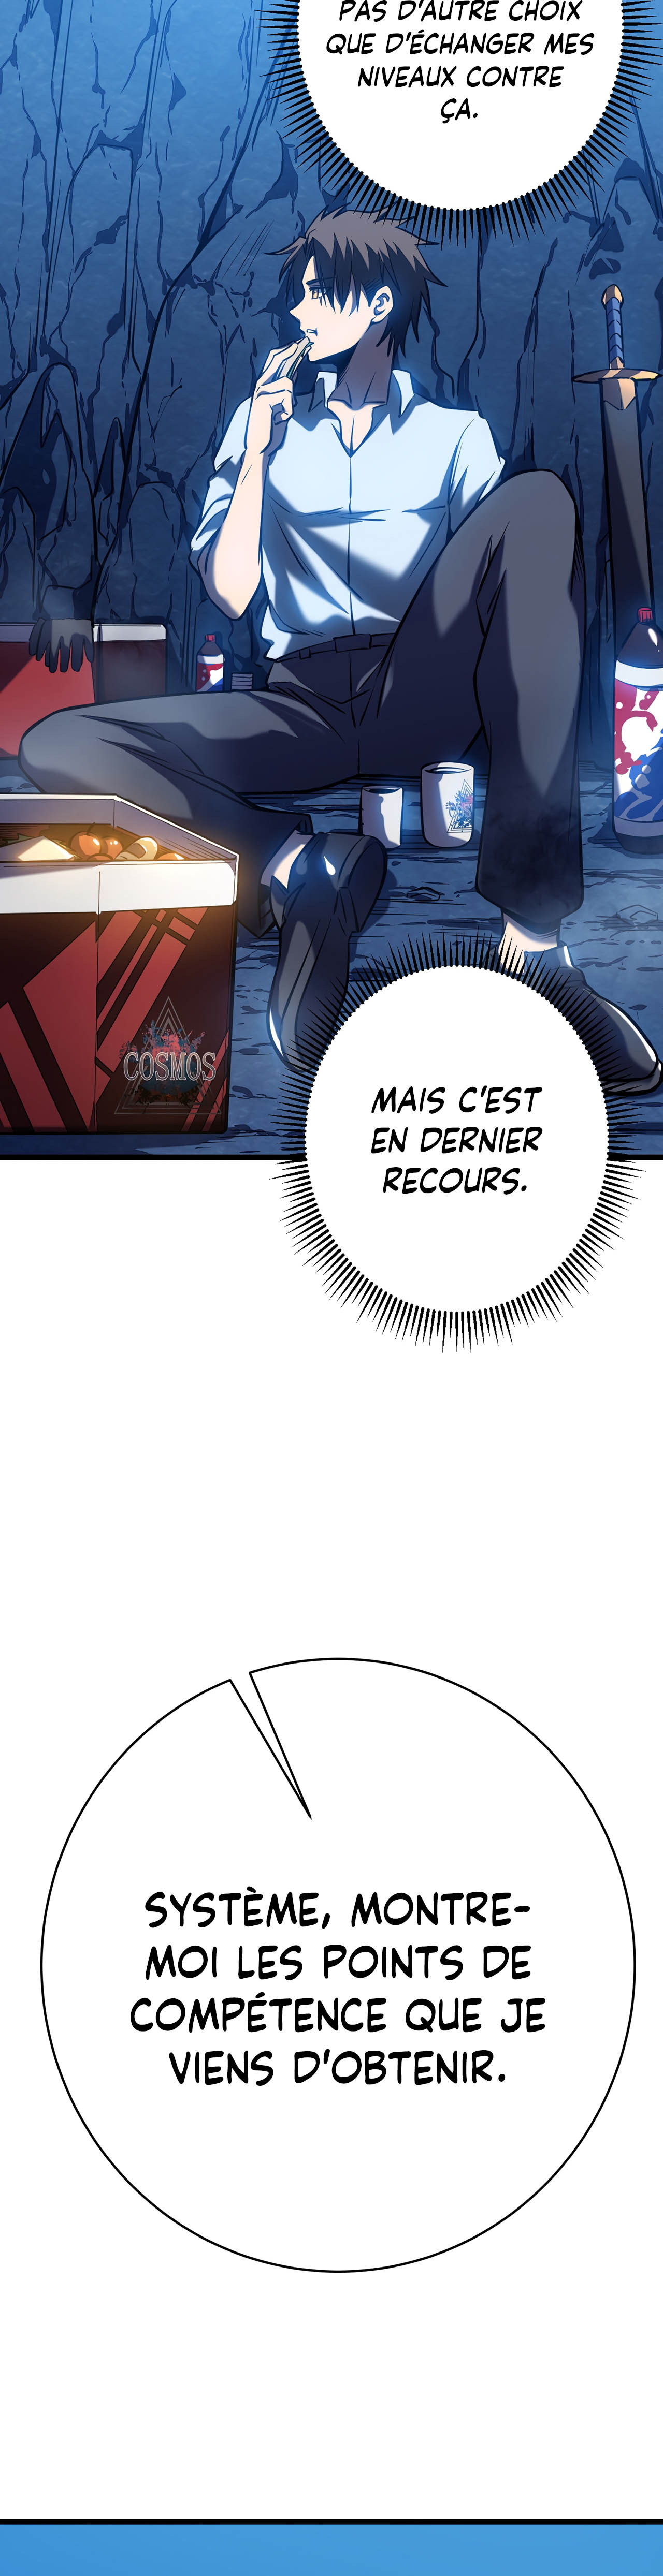 PAS D'AUTRE CHOIX
QUE D'ÉCHANGER MES
NIVEAUX CONTRE
ÇA.
COSMOS
MAIS C'EST
EN DERNIER
RECOURS.
SYSTÈME, MONTRE-
MOI LES POINTS DE
COMPÉTENCE QUE JE
VIENS D'OBTENIR.